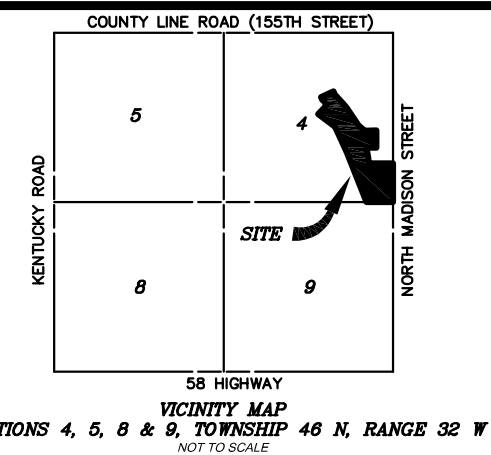 COUNTY LINE ROAD (155TH STREET)
5
4
KENTUCKY ROAD
NORTH MADISON STREET
SITE
8
9
58 HIGHWAY
VICINITY MAP
TIONS 4, 5, 8 & 9, TOWNSHIP 46 N, RANGE 32 W
NOT TO SCALE